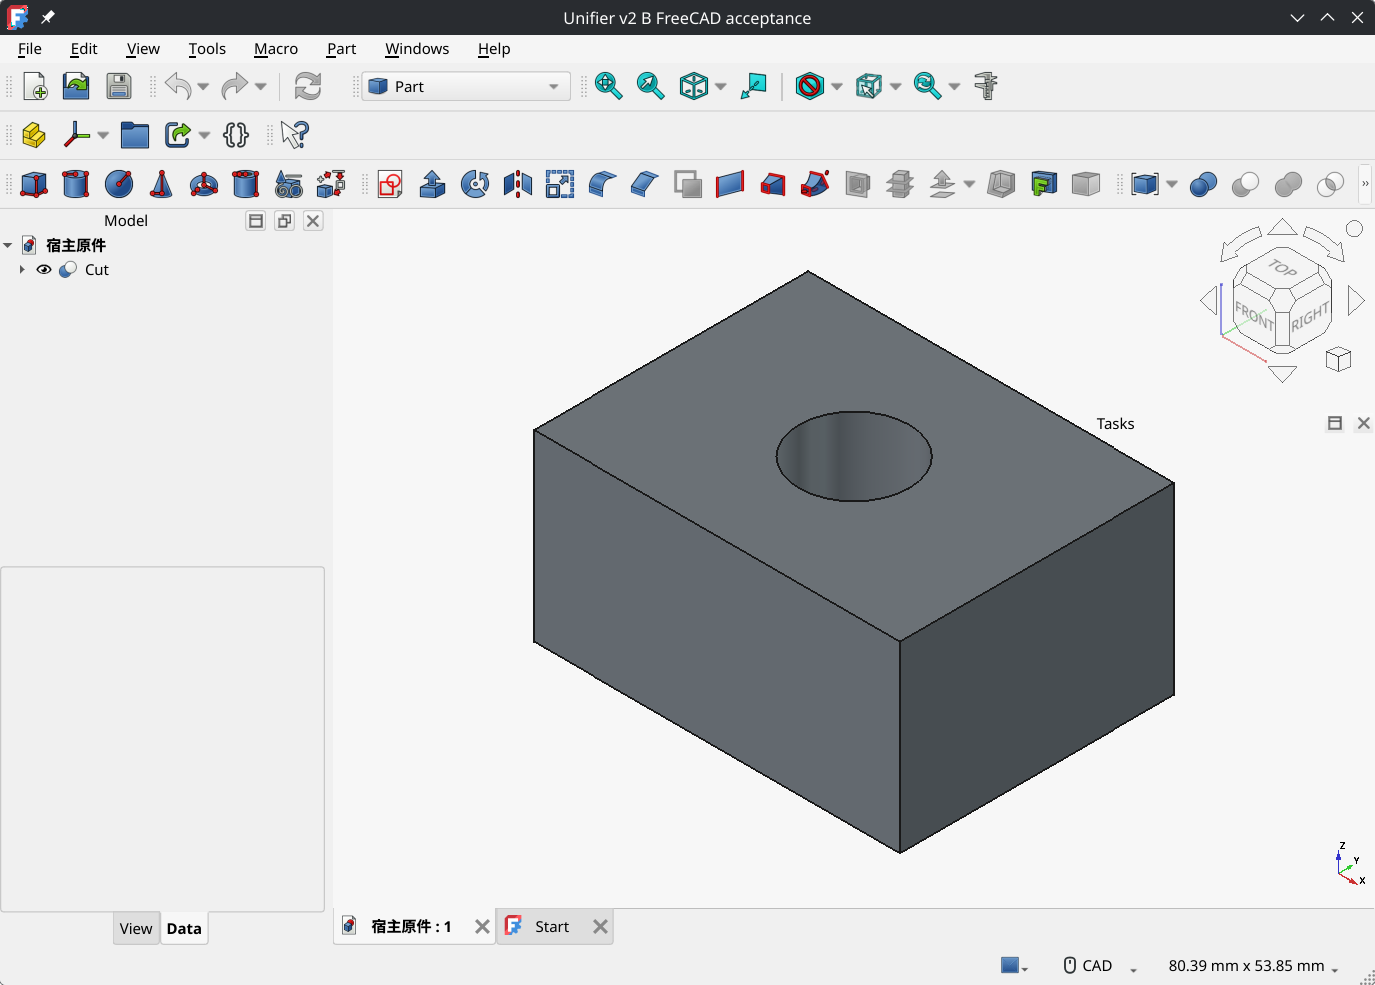 Unifier v2 B FreeCAD acceptance
File Edit View Tools Macro Part Windows Help
Part
Model
宿主原件
Cut
TOP
FRONT
RIGHT
Tasks
Z
Y
X
View Data
宿主原件 : 1
Start
CAD
80.39 mm x 53.85 mm